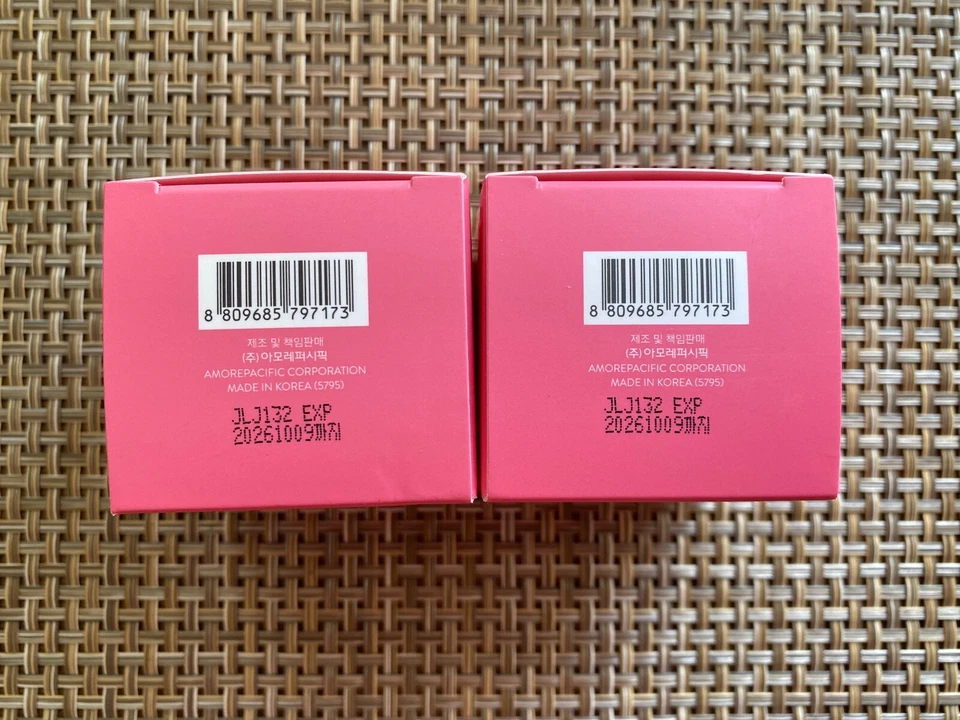 8 809685 797173
제조 및 책임판매
(주)아모레퍼시픽
AMOREPACIFIC CORPORATION
MADE IN KOREA (5795)
JLJ132 EXP
20261009까지
8 809685 797173
제조 및 책임판매
(주)아모레퍼시픽
AMOREPACIFIC CORPORATION
MADE IN KOREA (5795)
JLJ132 EXP
20261009까지